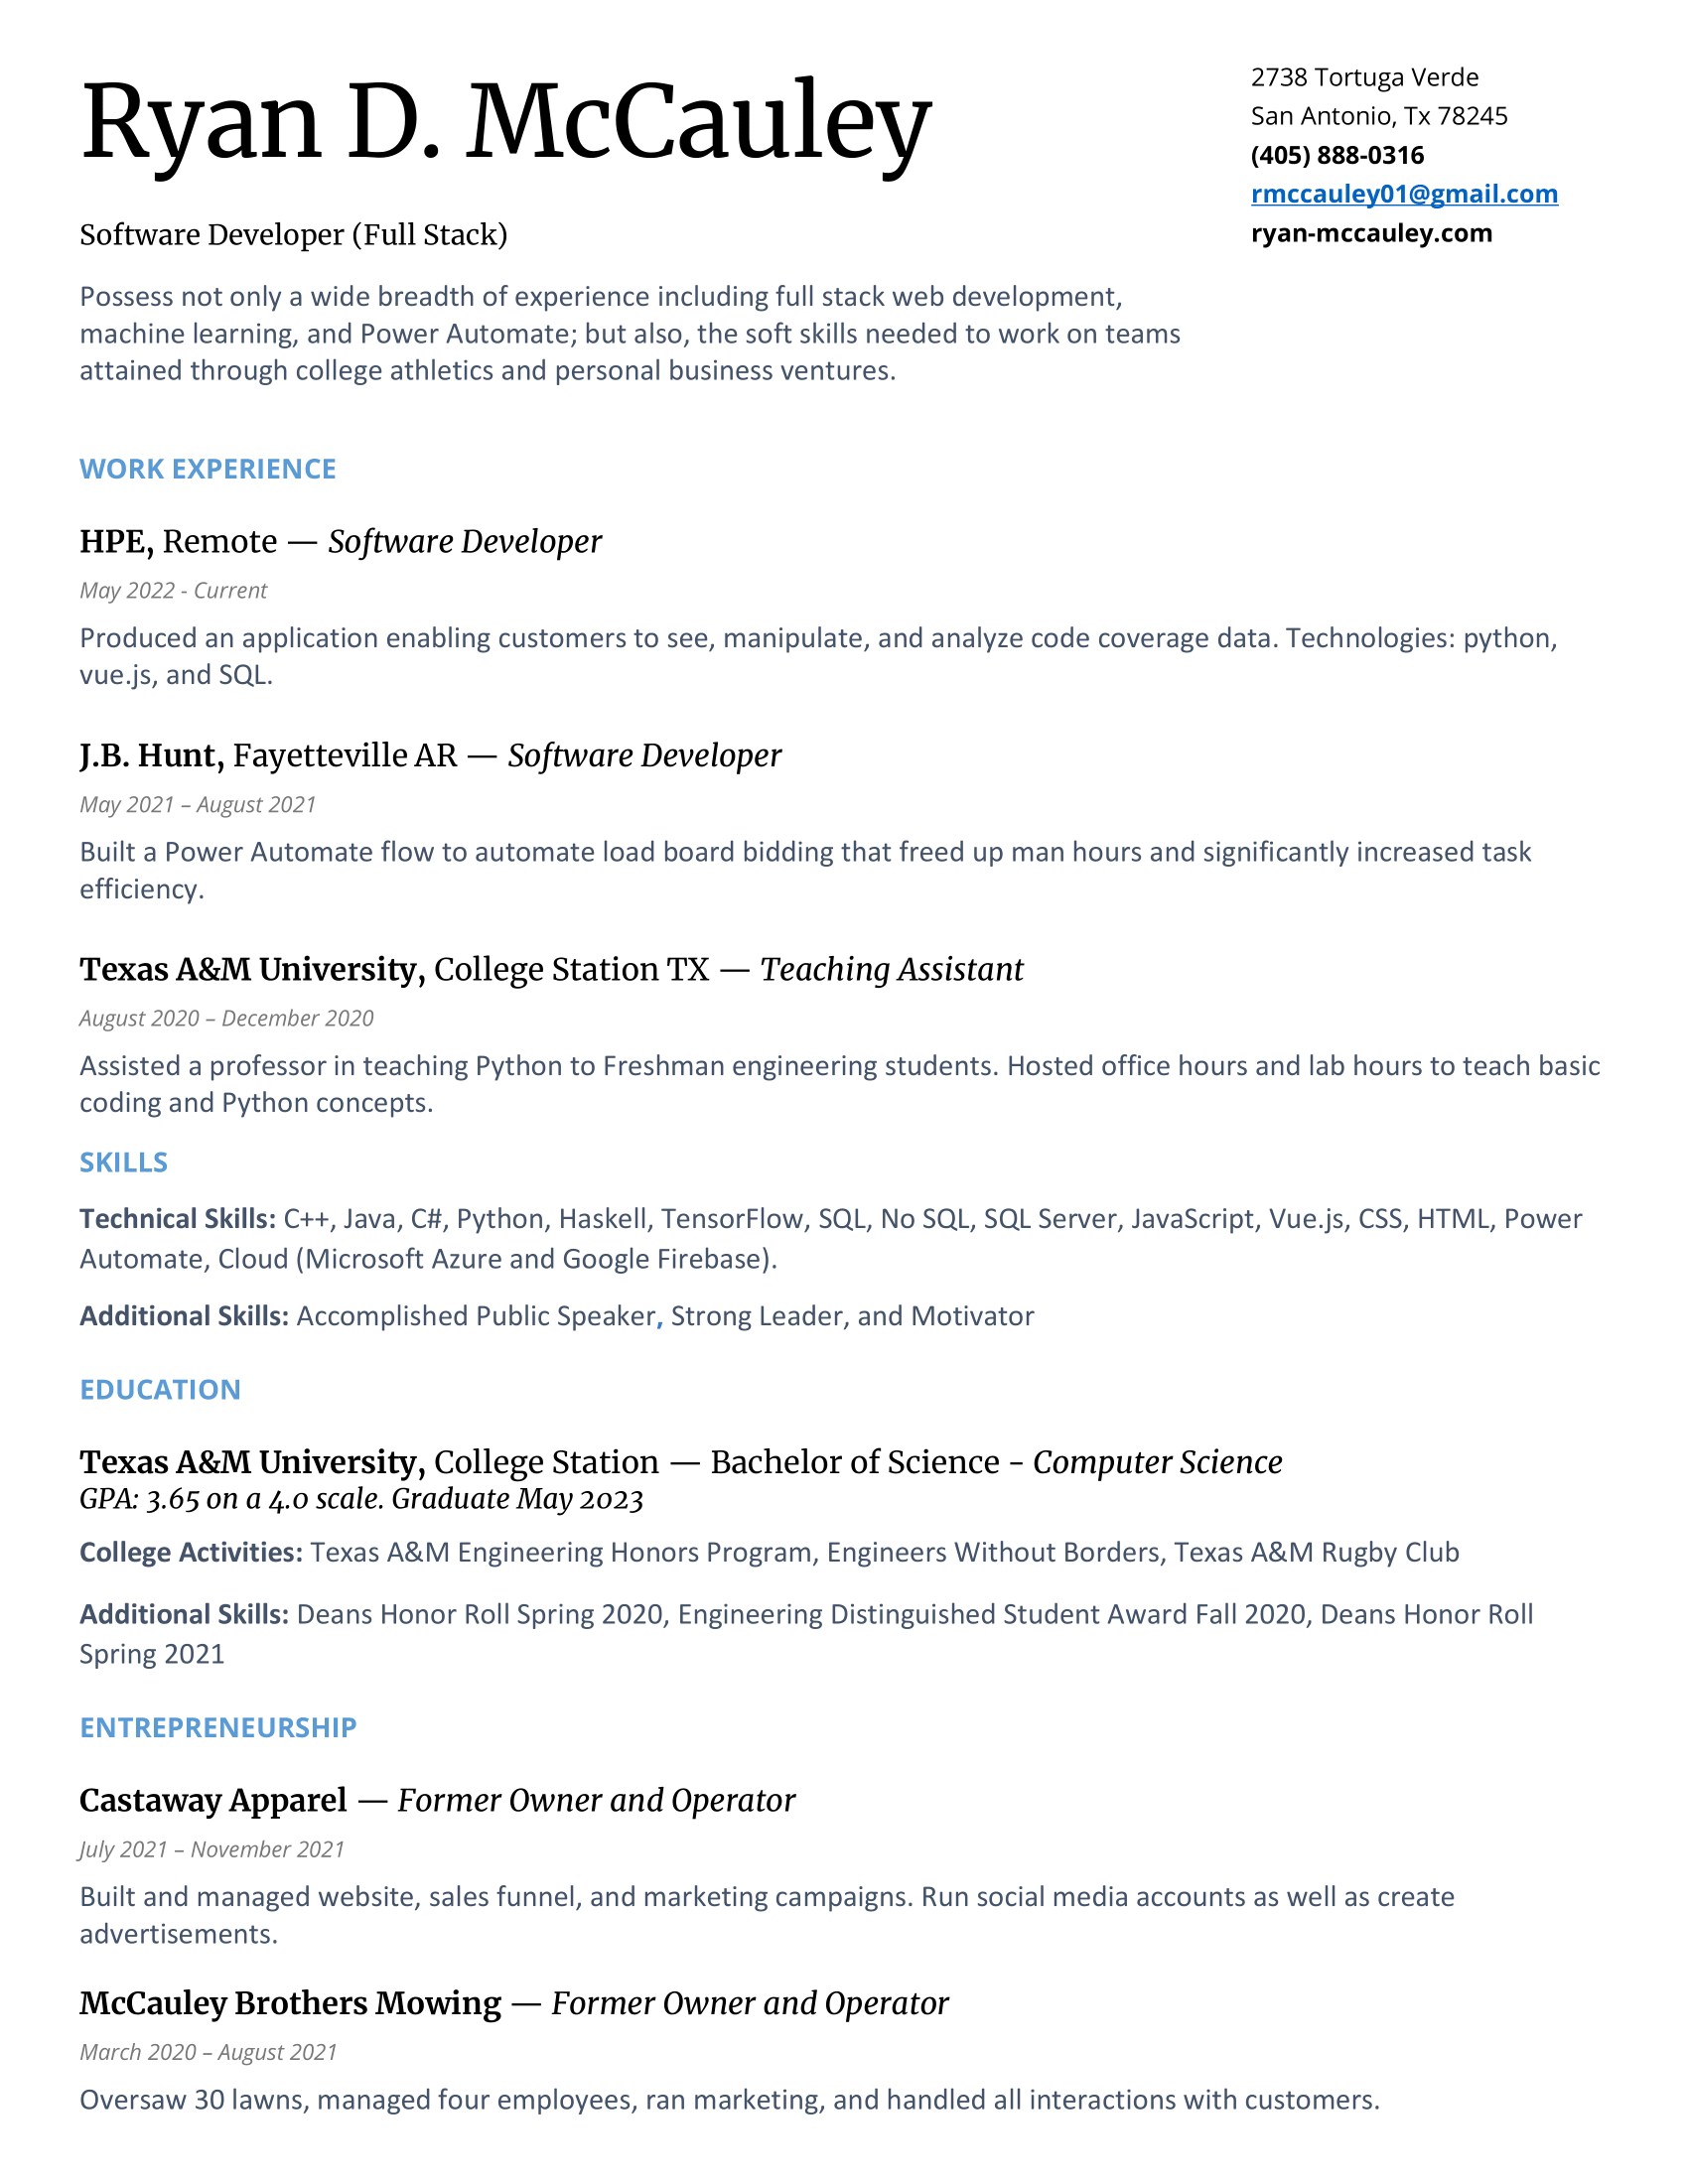 Ryan D. McCauley
2738 Tortuga Verde
San Antonio, Tx 78245
(405) 888-0316
rmccauley01@gmail.com
ryan-mccauley.com
Software Developer (Full Stack)
Possess not only a wide breadth of experience including full stack web development,
machine learning, and Power Automate; but also, the soft skills needed to work on teams
attained through college athletics and personal business ventures.
WORK EXPERIENCE
HPE, Remote — Software Developer
May 2022 - Current
Produced an application enabling customers to see, manipulate, and analyze code coverage data. Technologies: python,
vue.js, and SQL.
J.B. Hunt, Fayetteville AR — Software Developer
May 2021 – August 2021
Built a Power Automate flow to automate load board bidding that freed up man hours and significantly increased task
efficiency.
Texas A&M University, College Station TX — Teaching Assistant
August 2020 – December 2020
Assisted a professor in teaching Python to Freshman engineering students. Hosted office hours and lab hours to teach basic
coding and Python concepts.
SKILLS
Technical Skills: C++, Java, C#, Python, Haskell, TensorFlow, SQL, No SQL, SQL Server, JavaScript, Vue.js, CSS, HTML, Power
Automate, Cloud (Microsoft Azure and Google Firebase).
Additional Skills: Accomplished Public Speaker, Strong Leader, and Motivator
EDUCATION
Texas A&M University, College Station — Bachelor of Science - Computer Science
GPA: 3.65 on a 4.0 scale. Graduate May 2023
College Activities: Texas A&M Engineering Honors Program, Engineers Without Borders, Texas A&M Rugby Club
Additional Skills: Deans Honor Roll Spring 2020, Engineering Distinguished Student Award Fall 2020, Deans Honor Roll
Spring 2021
ENTREPRENEURSHIP
Castaway Apparel — Former Owner and Operator
July 2021 – November 2021
Built and managed website, sales funnel, and marketing campaigns. Run social media accounts as well as create
advertisements.
McCauley Brothers Mowing — Former Owner and Operator
March 2020 – August 2021
Oversaw 30 lawns, managed four employees, ran marketing, and handled all interactions with customers.